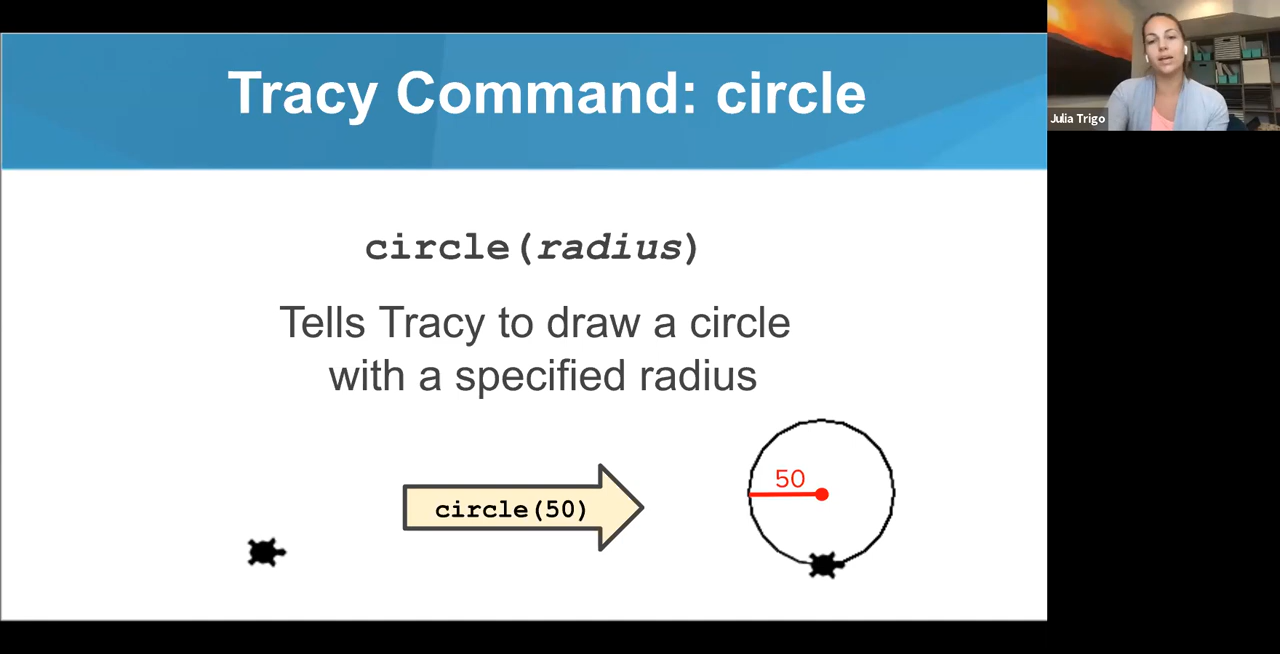 Tracy Command: circle
Julia Trigo
circle(radius)
Tells Tracy to draw a circle
with a specified radius
50
circle(50)